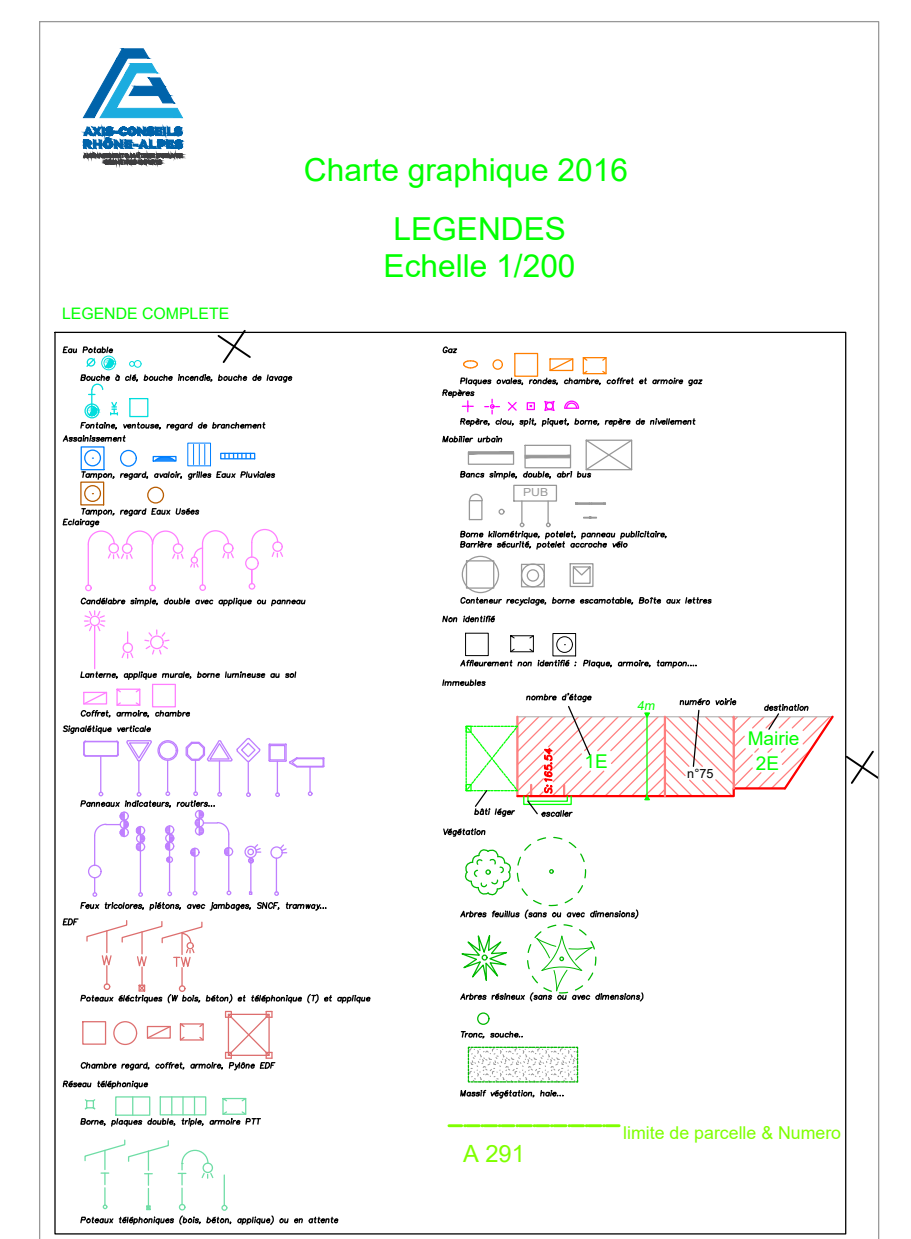 AXIS-CONSEILS
RHÔNE-ALPES
Charte graphique 2016
LEGENDES
Echelle 1/200
LEGENDE COMPLETE
Eau Potable
Bouche à clé, bouche incendie, bouche de lavage
Fontaine, ventouse, regard de branchement
Assainissement
Tampon, regard, avaloir, grilles Eaux Pluviales
Tampon, regard Eaux Usées
Eclairage
Candélabre simple, double avec applique ou panneau
Lanterne, applique murale, borne lumineuse au sol
Coffret, armoire, chambre
Signalétique verticale
Panneaux indicateurs, routiers...
Feux tricolores, piétons, avec jambages, SNCF, tramway...
EDF
W
W
TW
Poteaux éléctriques (W bois, béton) et téléphonique (T) et applique
Chambre regard, coffret, armoire, Pylône EDF
Réseau téléphonique
Borne, plaques double, triple, armoire PTT
Poteaux téléphoniques (bois, béton, applique) ou en attente
Gaz
Plaques ovales, rondes, chambre, coffret et armoire gaz
Repères
Repère, clou, spit, piquet, borne, repère de nivellement
Mobilier urbain
Bancs simple, double, abri bus
PUB
Borne kilométrique, potelet, panneau publicitaire,
Barrière sécurité, potelet accroche vélo
Conteneur recyclage, borne escamotable, Boîte aux lettres
Non identifié
Affleurement non identifié : Plaque, armoire, tampon....
Immeubles
nombre d'étage
4m
numéro voirie
destination
Mairie
2E
1E
S:165.54
n°75
bâti léger
escalier
Végétation
Arbres feuillus (sans ou avec dimensions)
Arbres résineux (sans ou avec dimensions)
Tronc, souche..
Massif végétation, haie...
limite de parcelle & Numero
A 291